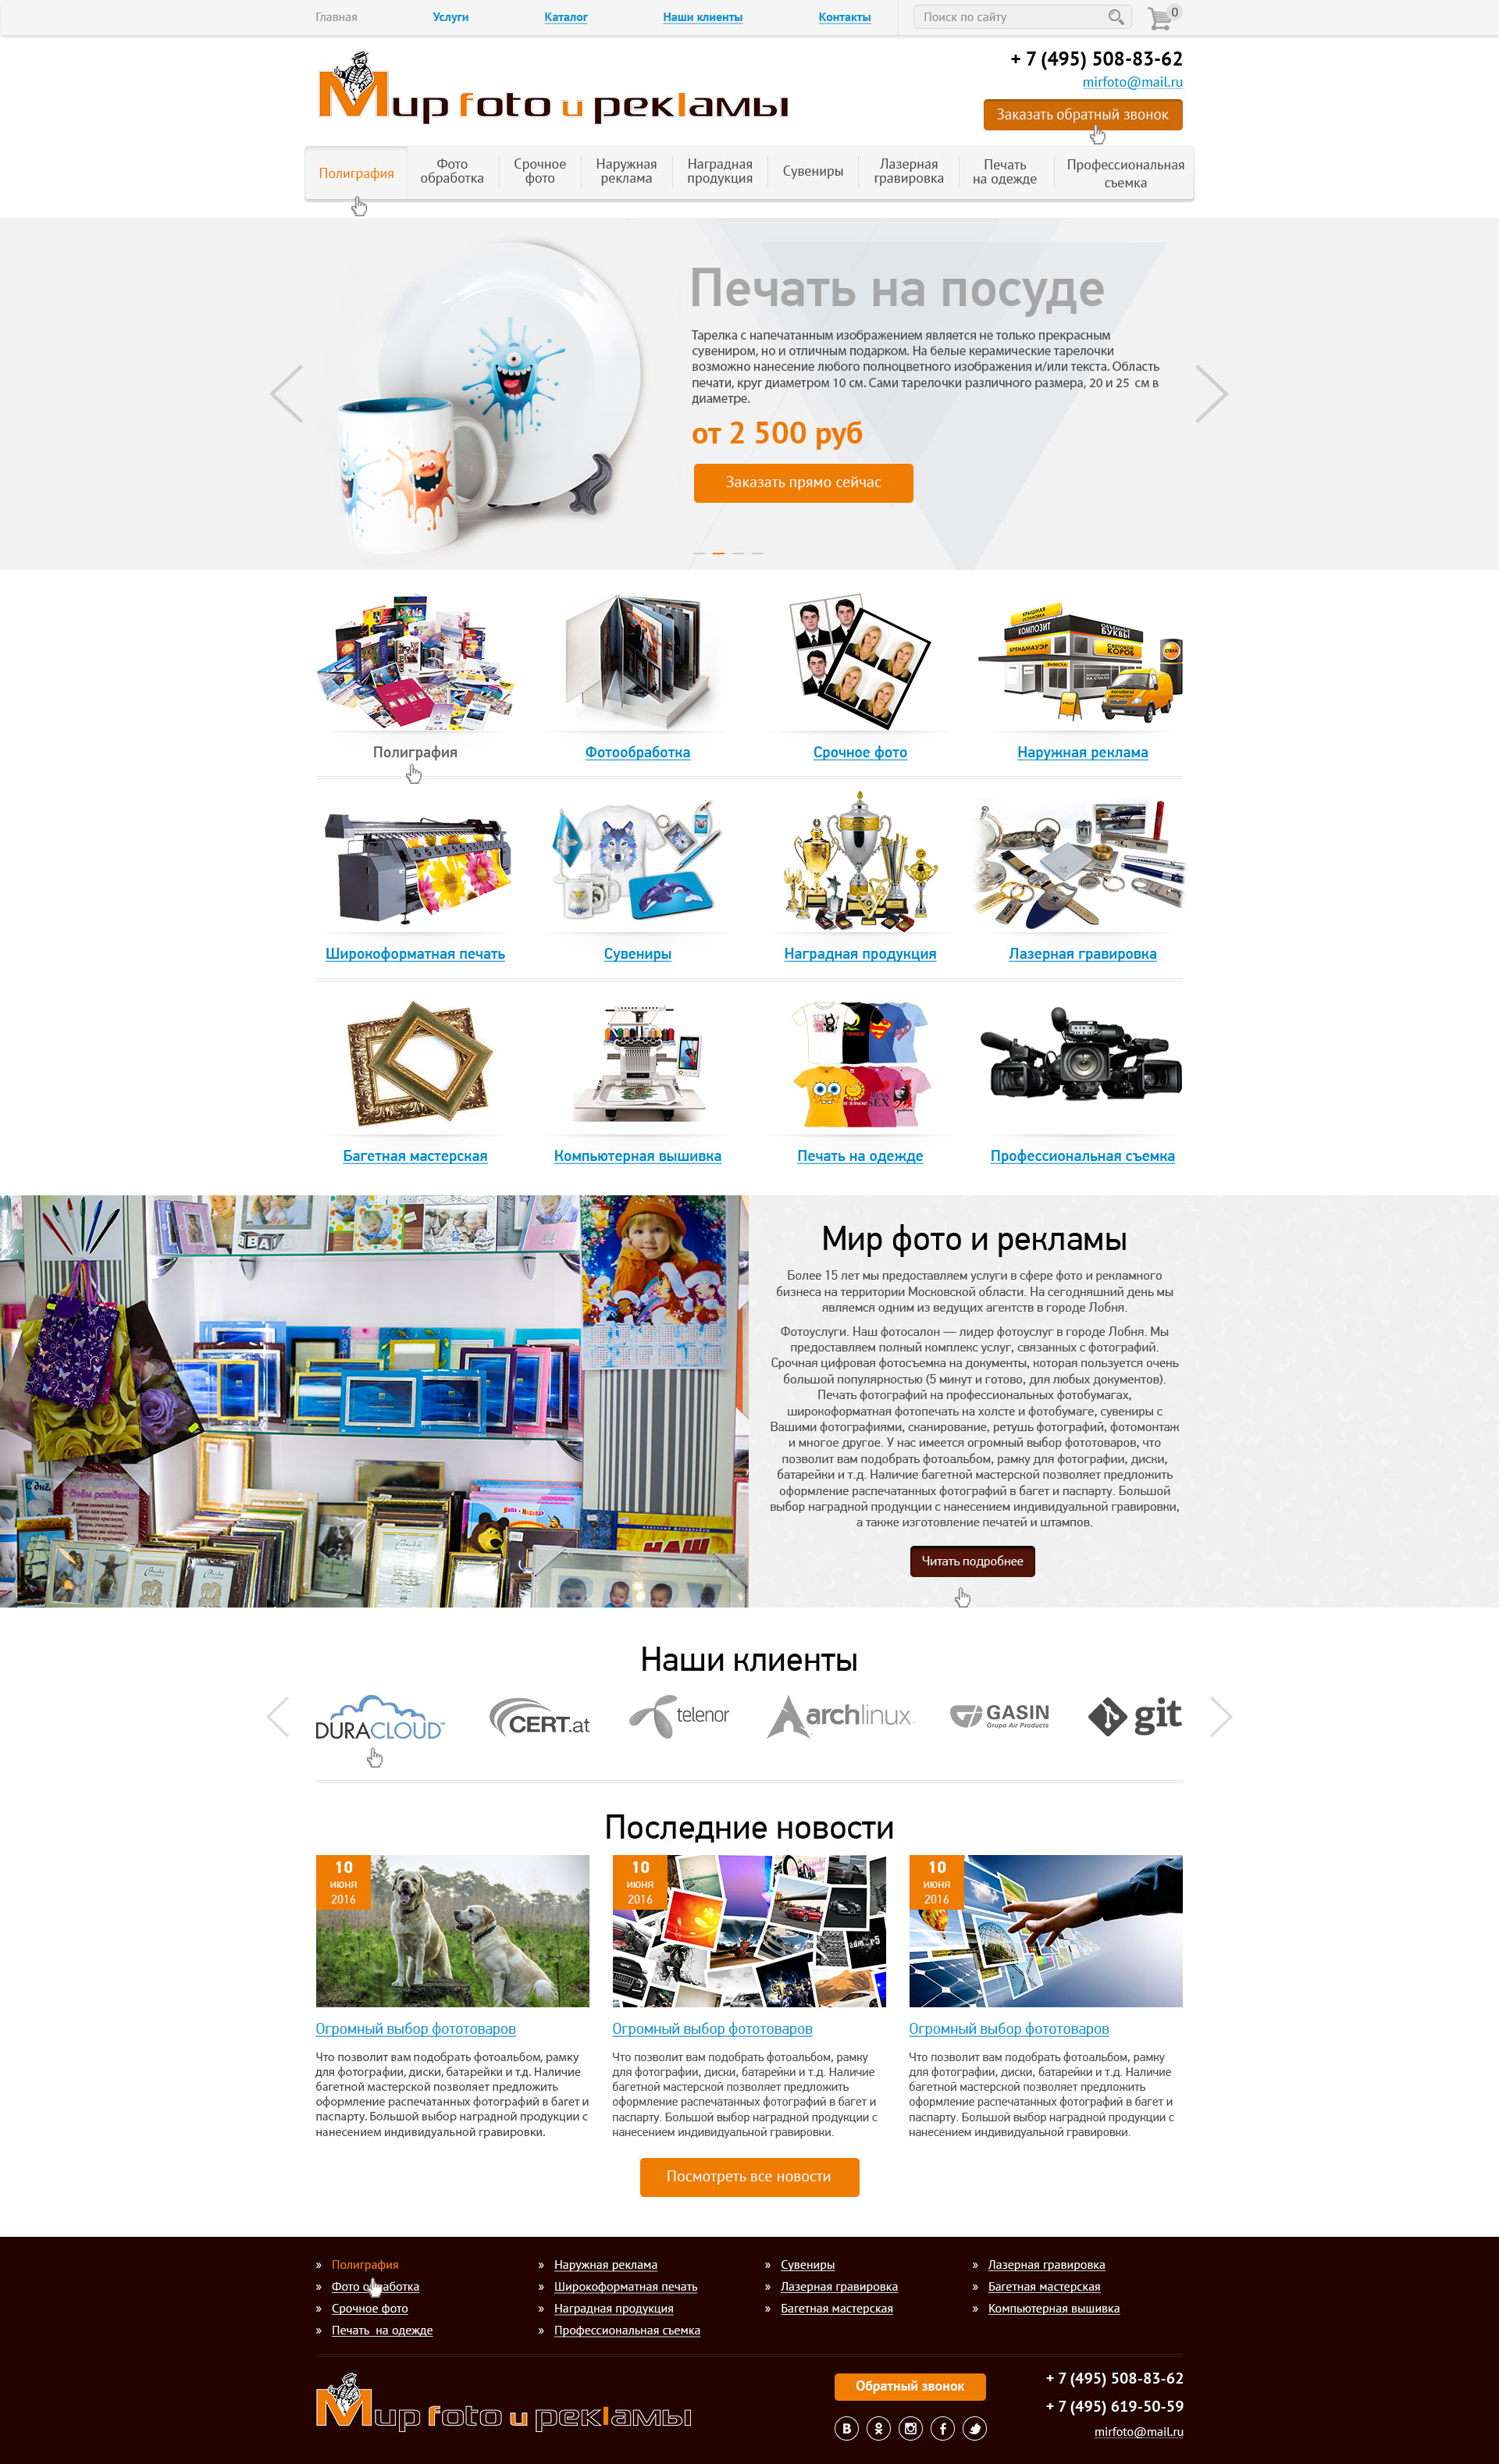 Главная
Услуги
Каталог
Наши клиенты
Контакты
Поиск по сайту
0
Мир foto и рекламы
+ 7 (495) 508-83-62
mirfoto@mail.ru
Заказать обратный звонок
Полиграфия
Фото
обработка
Срочное
фото
Наружная
реклама
Наградная
продукция
Сувениры
Лазерная
гравировка
Печать
на одежде
Профессиональная
съемка
Печать на посуде
Тарелка с напечатанным изображением является не только прекрасным
сувениром, но и отличным подарком. На белые керамические тарелочки
возможно нанесение любого полноцветного изображения и/или текста. Область
печати, круг диаметром 10 см. Сами тарелочки различного размера, 20 и 25 см в
диаметре.
от 2 500 руб
Заказать прямо сейчас
КРЫШНАЯ
УСТАНОВКА
КОМПОЗИТ
ОБЪЕМНЫЕ
БУКВЫ
БРЕНДМАУЭР
СВЕТОВОЙ
КОРОБ
ВЫВЕСКА
СТЕЛА
Полиграфия
Фотообработка
Срочное фото
Наружная реклама
Широкоформатная печать
Сувениры
Наградная продукция
Лазерная гравировка
Багетная мастерская
Компьютерная вышивка
Печать на одежде
Профессиональная съемка
Мир фото и рекламы
Более 15 лет мы предоставляем услуги в сфере фото и рекламного
бизнеса на территории Московской области. На сегодняшний день мы
являемся одним из ведущих агентств в городе Лобня.
Фотоуслуги. Наш фотосалон — лидер фотоуслуг в городе Лобня. Мы
предоставляем полный комплекс услуг, связанных с фотографией.
Срочная цифровая фотосъемка на документы, которая пользуется очень
большой популярностью (5 минут и готово, для любых документов).
Печать фотографий на профессиональных фотобумагах,
широкоформатная фотопечать на холсте и фотобумаге, сувениры с
Вашими фотографиями, сканирование, ретушь фотографий, фотомонтаж
и многое другое. У нас имеется огромный выбор фототоваров, что
позволит вам подобрать фотоальбом, рамку для фотографии, диски,
батарейки и т.д. Наличие багетной мастерской позволяет предложить
оформление распечатанных фотографий в багет и паспарту. Большой
выбор наградной продукции с нанесением индивидуальной гравировки,
а также изготовление печатей и штампов.
Читать подробнее
Наши клиенты
DURACLOUD™
CERT.at
telenor
archlinux
GASIN
Grupo Air Products
git
Последние новости
10
июня
2016
10
июня
2016
10
июня
2016
Огромный выбор фототоваров
Что позволит вам подобрать фотоальбом, рамку
для фотографии, диски, батарейки и т.д. Наличие
багетной мастерской позволяет предложить
оформление распечатанных фотографий в багет и
паспарту. Большой выбор наградной продукции с
нанесением индивидуальной гравировки.
Огромный выбор фототоваров
Что позволит вам подобрать фотоальбом, рамку
для фотографии, диски, батарейки и т.д. Наличие
багетной мастерской позволяет предложить
оформление распечатанных фотографий в багет и
паспарту. Большой выбор наградной продукции с
нанесением индивидуальной гравировки.
Огромный выбор фототоваров
Что позволит вам подобрать фотоальбом, рамку
для фотографии, диски, батарейки и т.д. Наличие
багетной мастерской позволяет предложить
оформление распечатанных фотографий в багет и
паспарту. Большой выбор наградной продукции с
нанесением индивидуальной гравировки.
Посмотреть все новости
» Полиграфия
» Фото обработка
» Срочное фото
» Печать на одежде
» Наружная реклама
» Широкоформатная печать
» Наградная продукция
» Профессиональная съемка
» Сувениры
» Лазерная гравировка
» Багетная мастерская
» Лазерная гравировка
» Багетная мастерская
» Компьютерная вышивка
Мир foto и рекламы
Обратный звонок
+ 7 (495) 508-83-62
+ 7 (495) 619-50-59
mirfoto@mail.ru